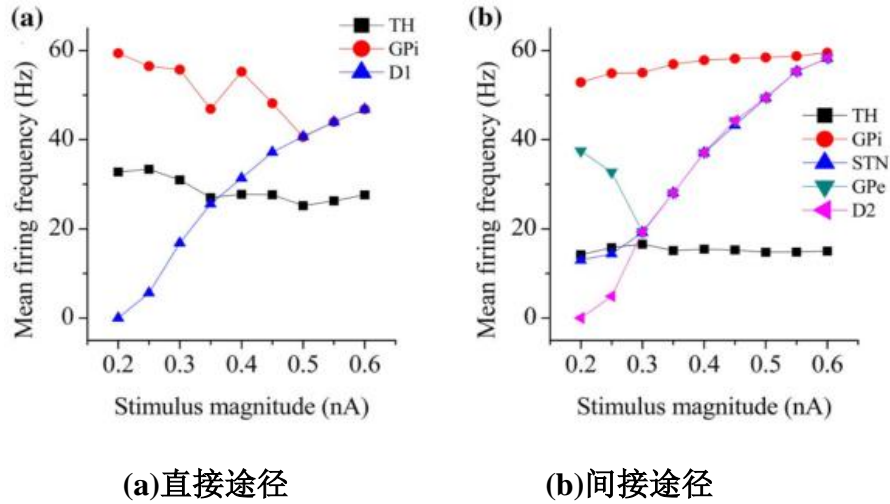 (a)
TH
GPi
D1
60
40
20
0
Mean firing frequency (Hz)
0.2 0.3 0.4 0.5 0.6
Stimulus magnitude (nA)
(b)
TH
GPi
STN
GPe
D2
60
40
20
0
Mean firing frequency (Hz)
0.2 0.3 0.4 0.5 0.6
Stimulus magnitude (nA)
(a)直接途径
(b)间接途径